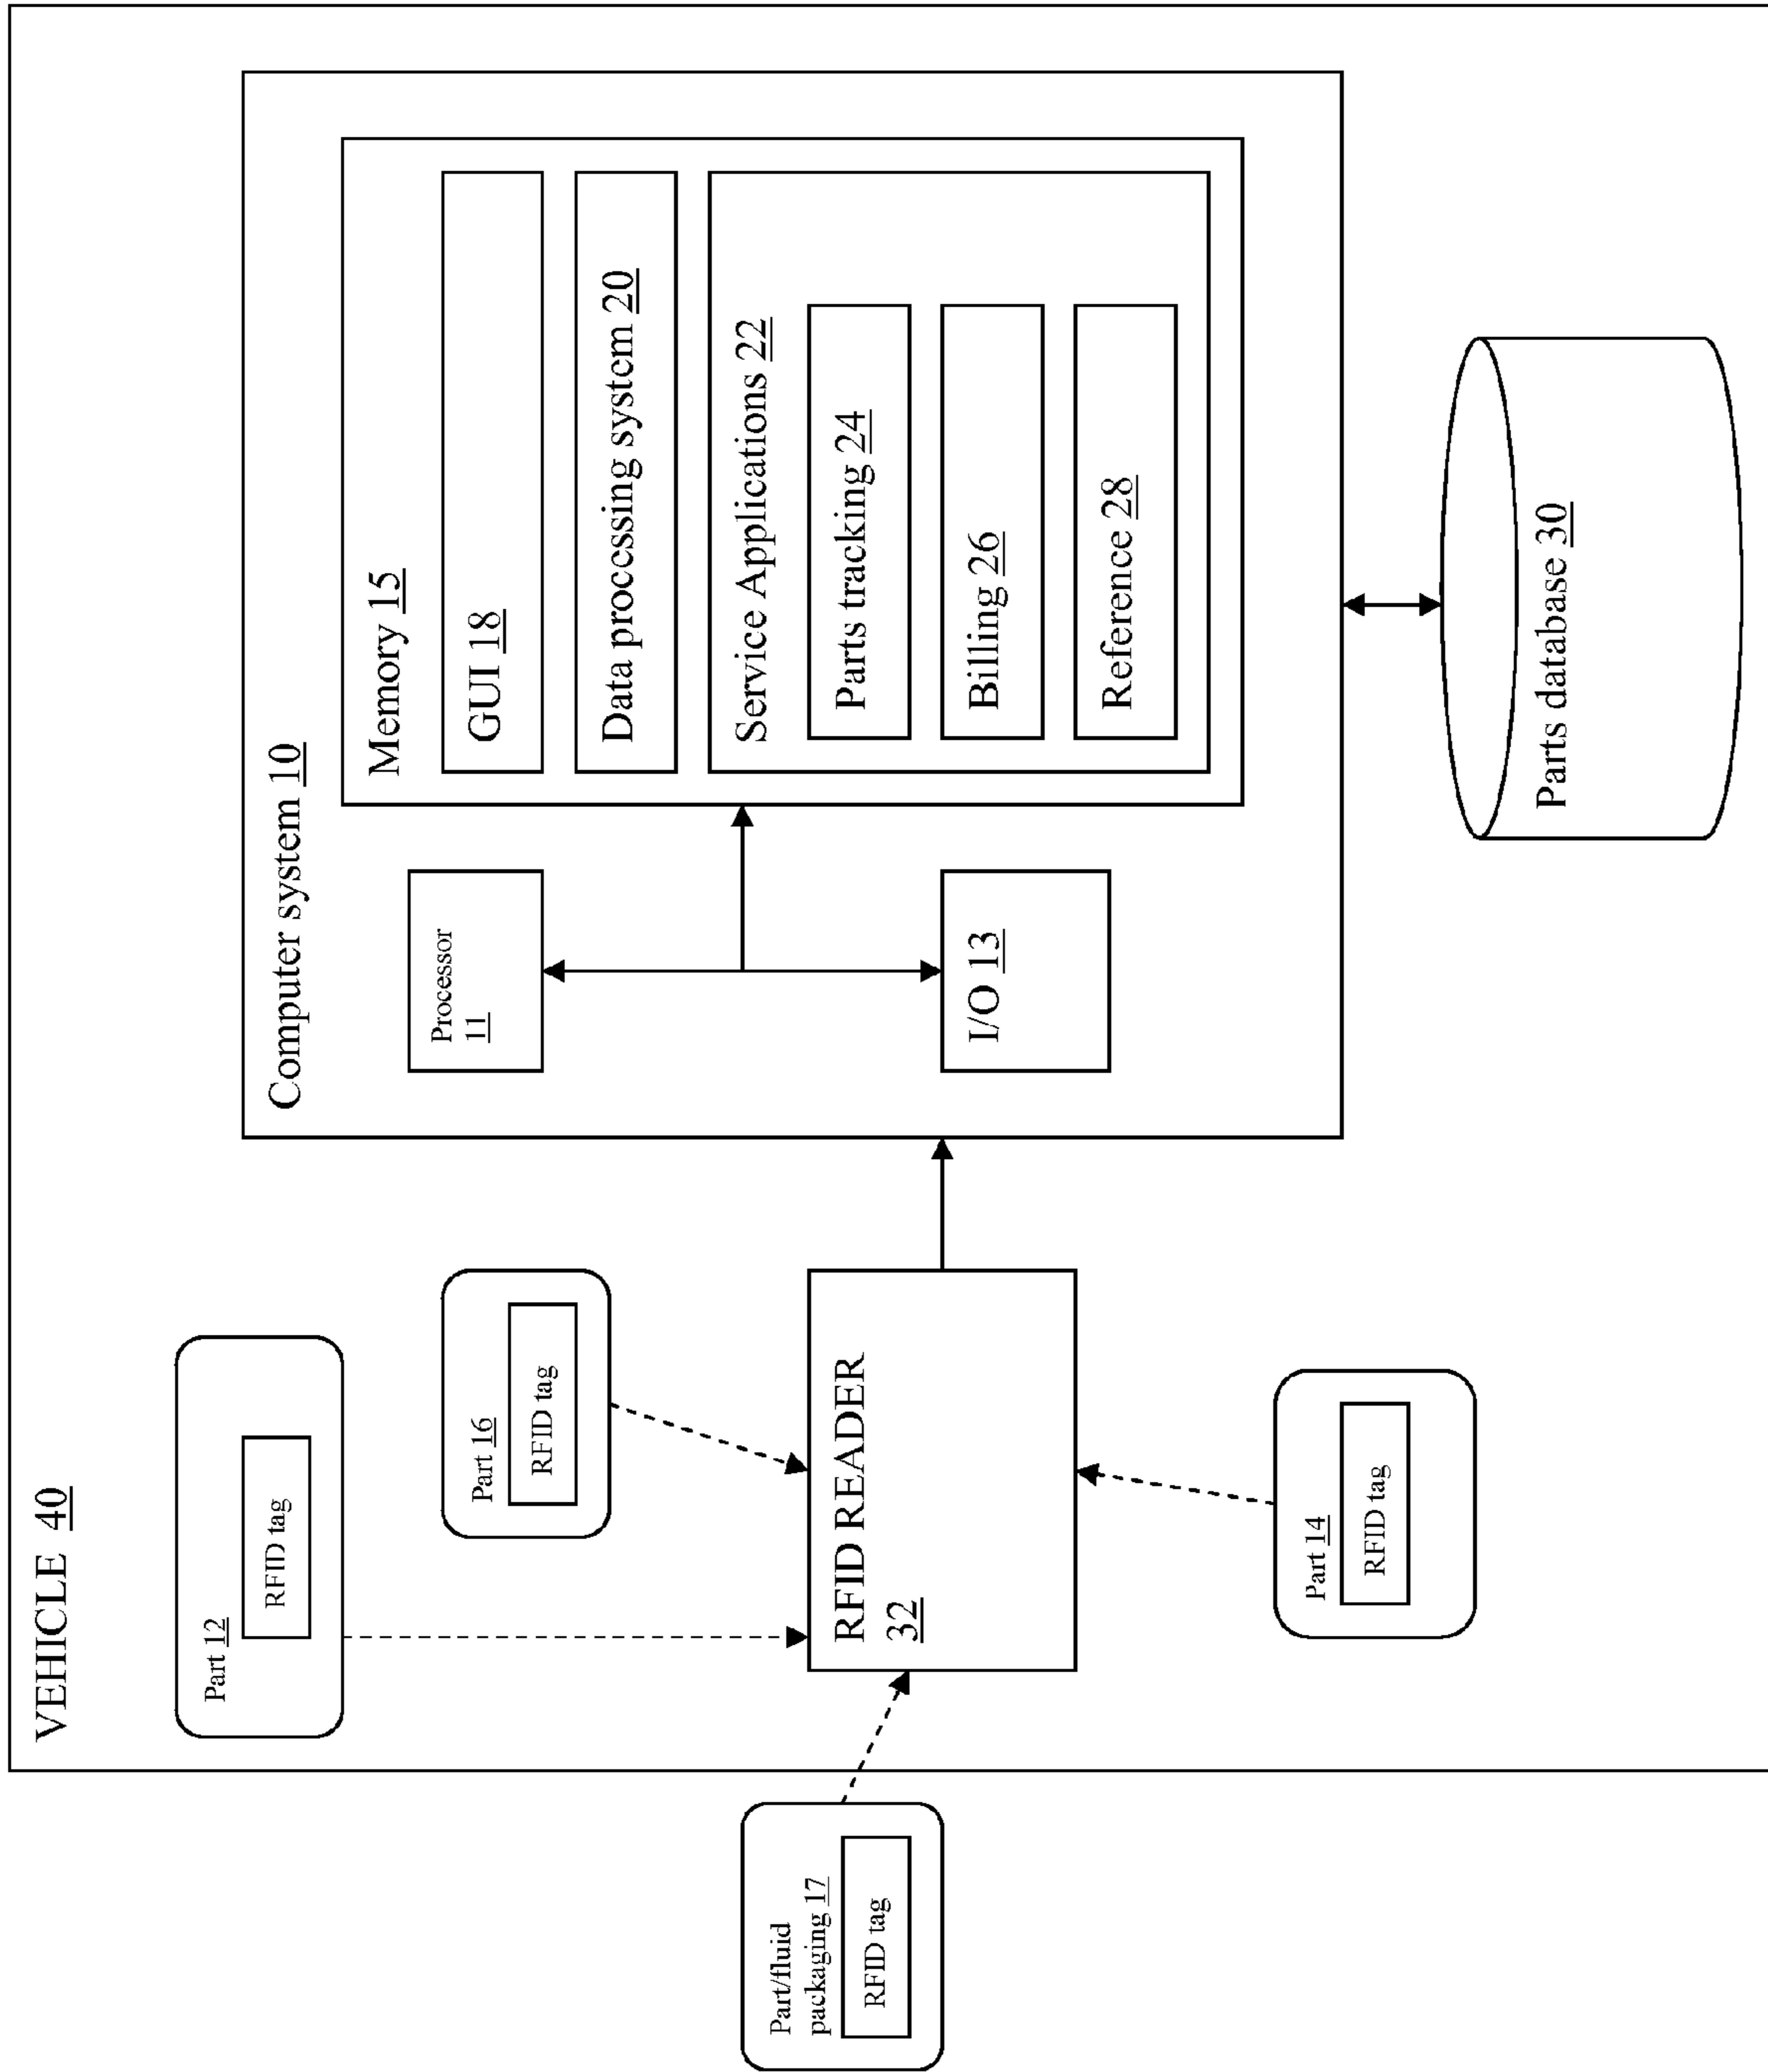 VEHICLE 40
Part 12
RFID tag
Part 16
RFID tag
Part/fluid
packaging 17
RFID tag
RFID READER
32
Part 14
RFID tag
Computer system 10
Processor
11
I/O 13
Memory 15
GUI 18
Data processing system 20
Service Applications 22
Parts tracking 24
Billing 26
Reference 28
Parts database 30